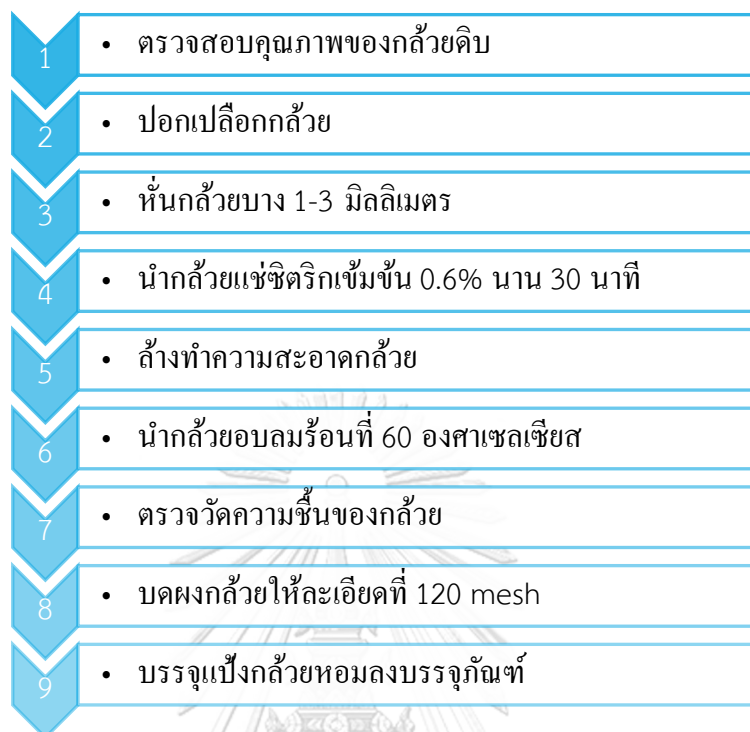 1 • ตรวจสอบคุณภาพของกล้วยดิบ
2 • ปอกเปลือกกล้วย
3 • หั่นกล้วยบาง 1-3 มิลลิเมตร
4 • นำกล้วยแช่ซิตริกเข้มข้น 0.6% นาน 30 นาที
5 • ล้างทำความสะอาดกล้วย
6 • นำกล้วยอบลมร้อนที่ 60 องศาเซลเซียส
7 • ตรวจวัดความชื้นของกล้วย
8 • บดผงกล้วยให้ละเอียดที่ 120 mesh
9 • บรรจุแป้งกล้วยหอมลงบรรจุภัณฑ์